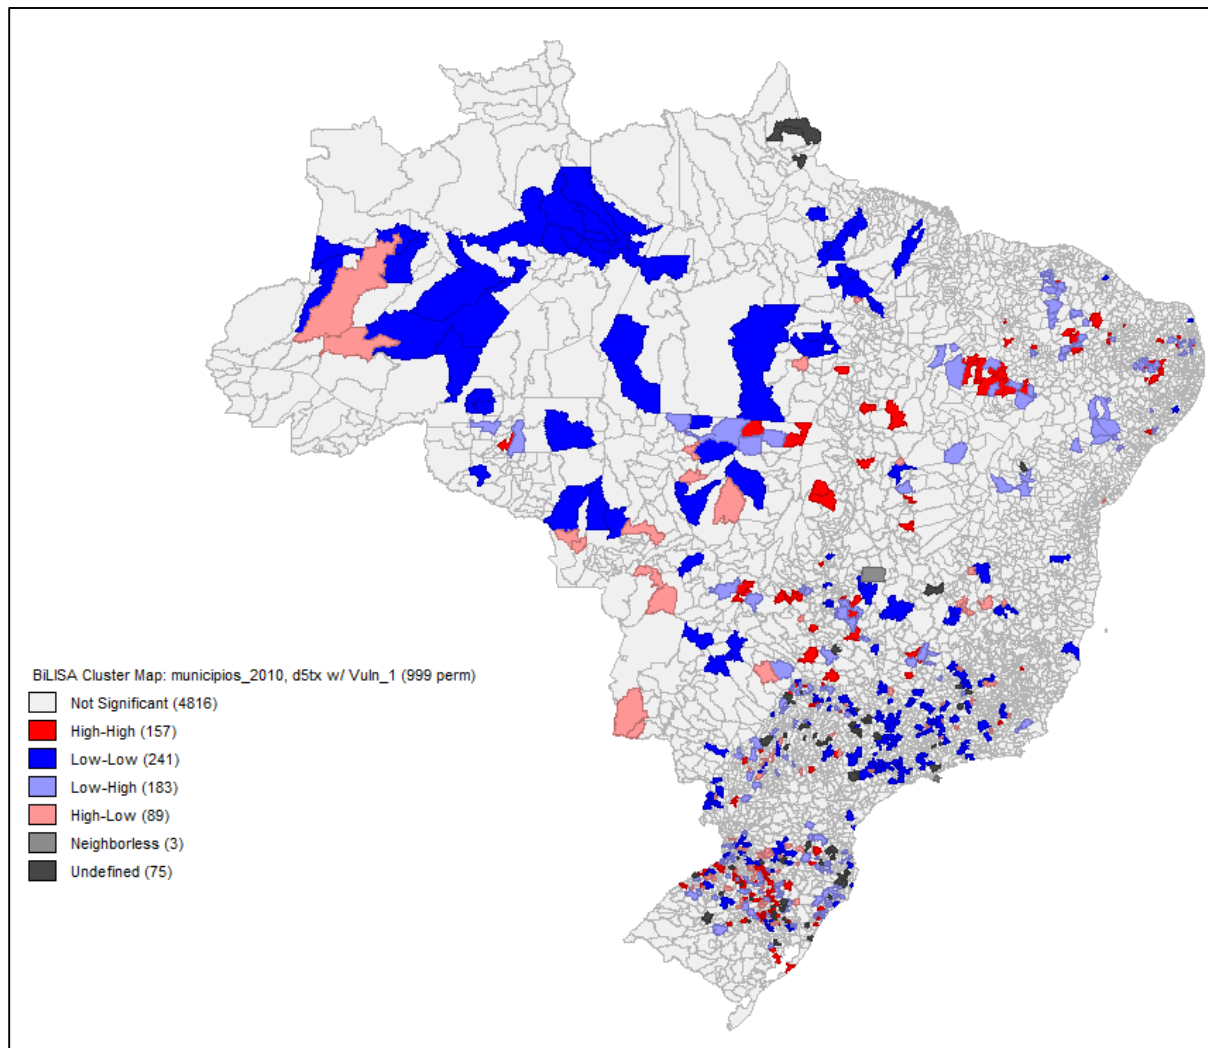 BiLISA Cluster Map: municipios_2010, d5tx w/ Vuln_1 (999 perm)
Not Significant (4816)
High-High (157)
Low-Low (241)
Low-High (183)
High-Low (89)
Neighborless (3)
Undefined (75)